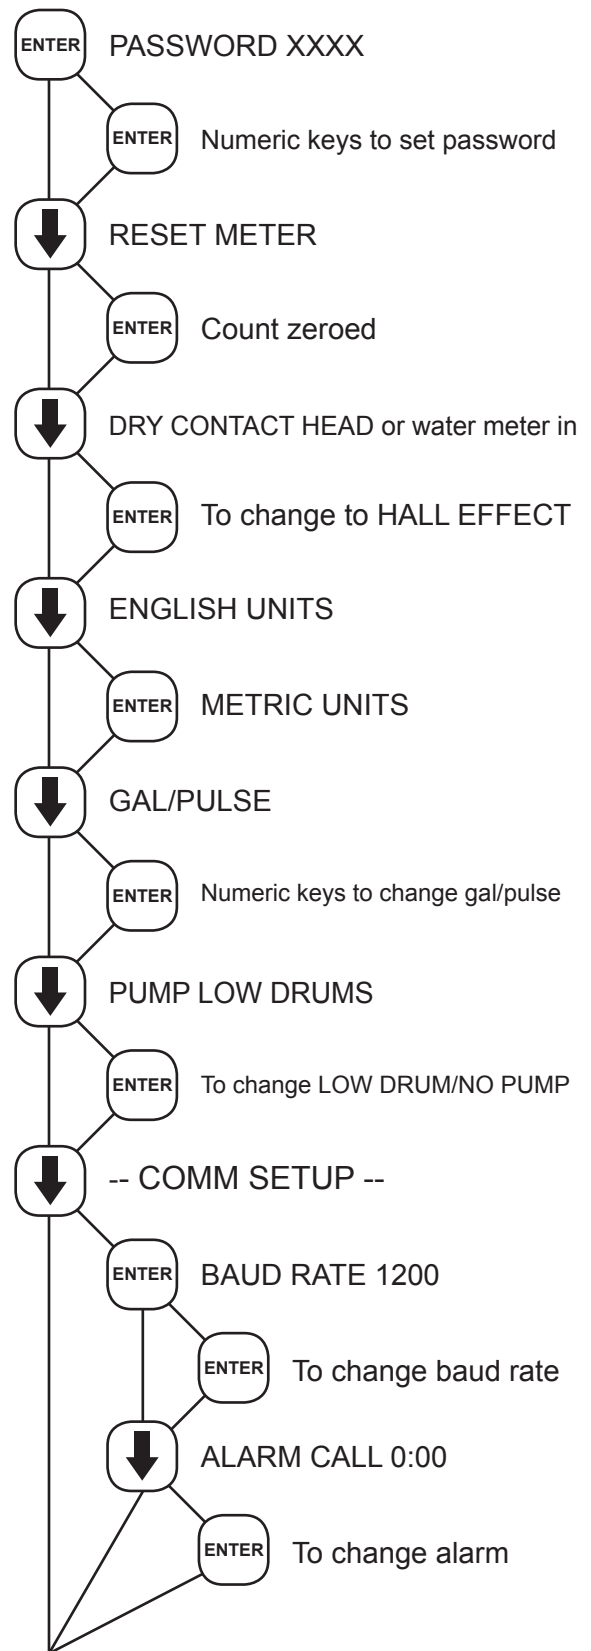 ENTER PASSWORD XXXX
ENTER Numeric keys to set password
RESET METER
ENTER Count zeroed
DRY CONTACT HEAD or water meter in
ENTER To change to HALL EFFECT
ENGLISH UNITS
ENTER METRIC UNITS
GAL/PULSE
ENTER Numeric keys to change gal/pulse
PUMP LOW DRUMS
ENTER To change LOW DRUM/NO PUMP
-- COMM SETUP --
ENTER BAUD RATE 1200
ENTER To change baud rate
ALARM CALL 0:00
ENTER To change alarm